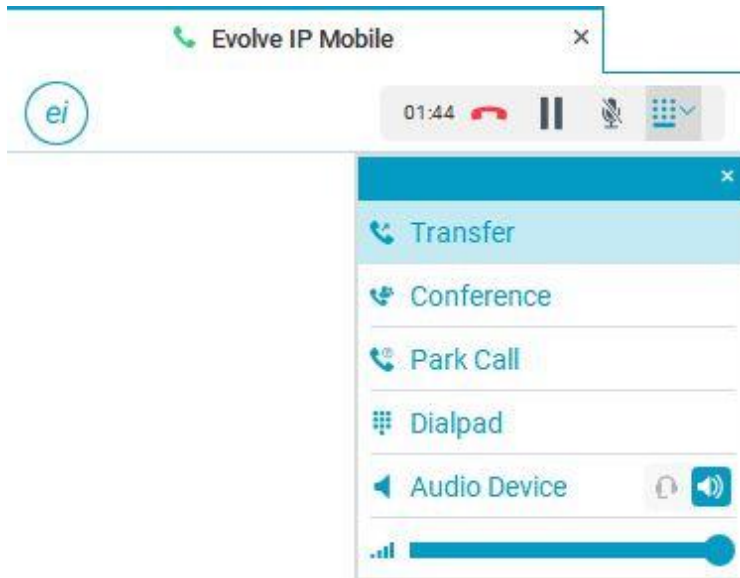 Evolve IP Mobile
ei
01:44
Transfer
Conference
Park Call
Dialpad
Audio Device